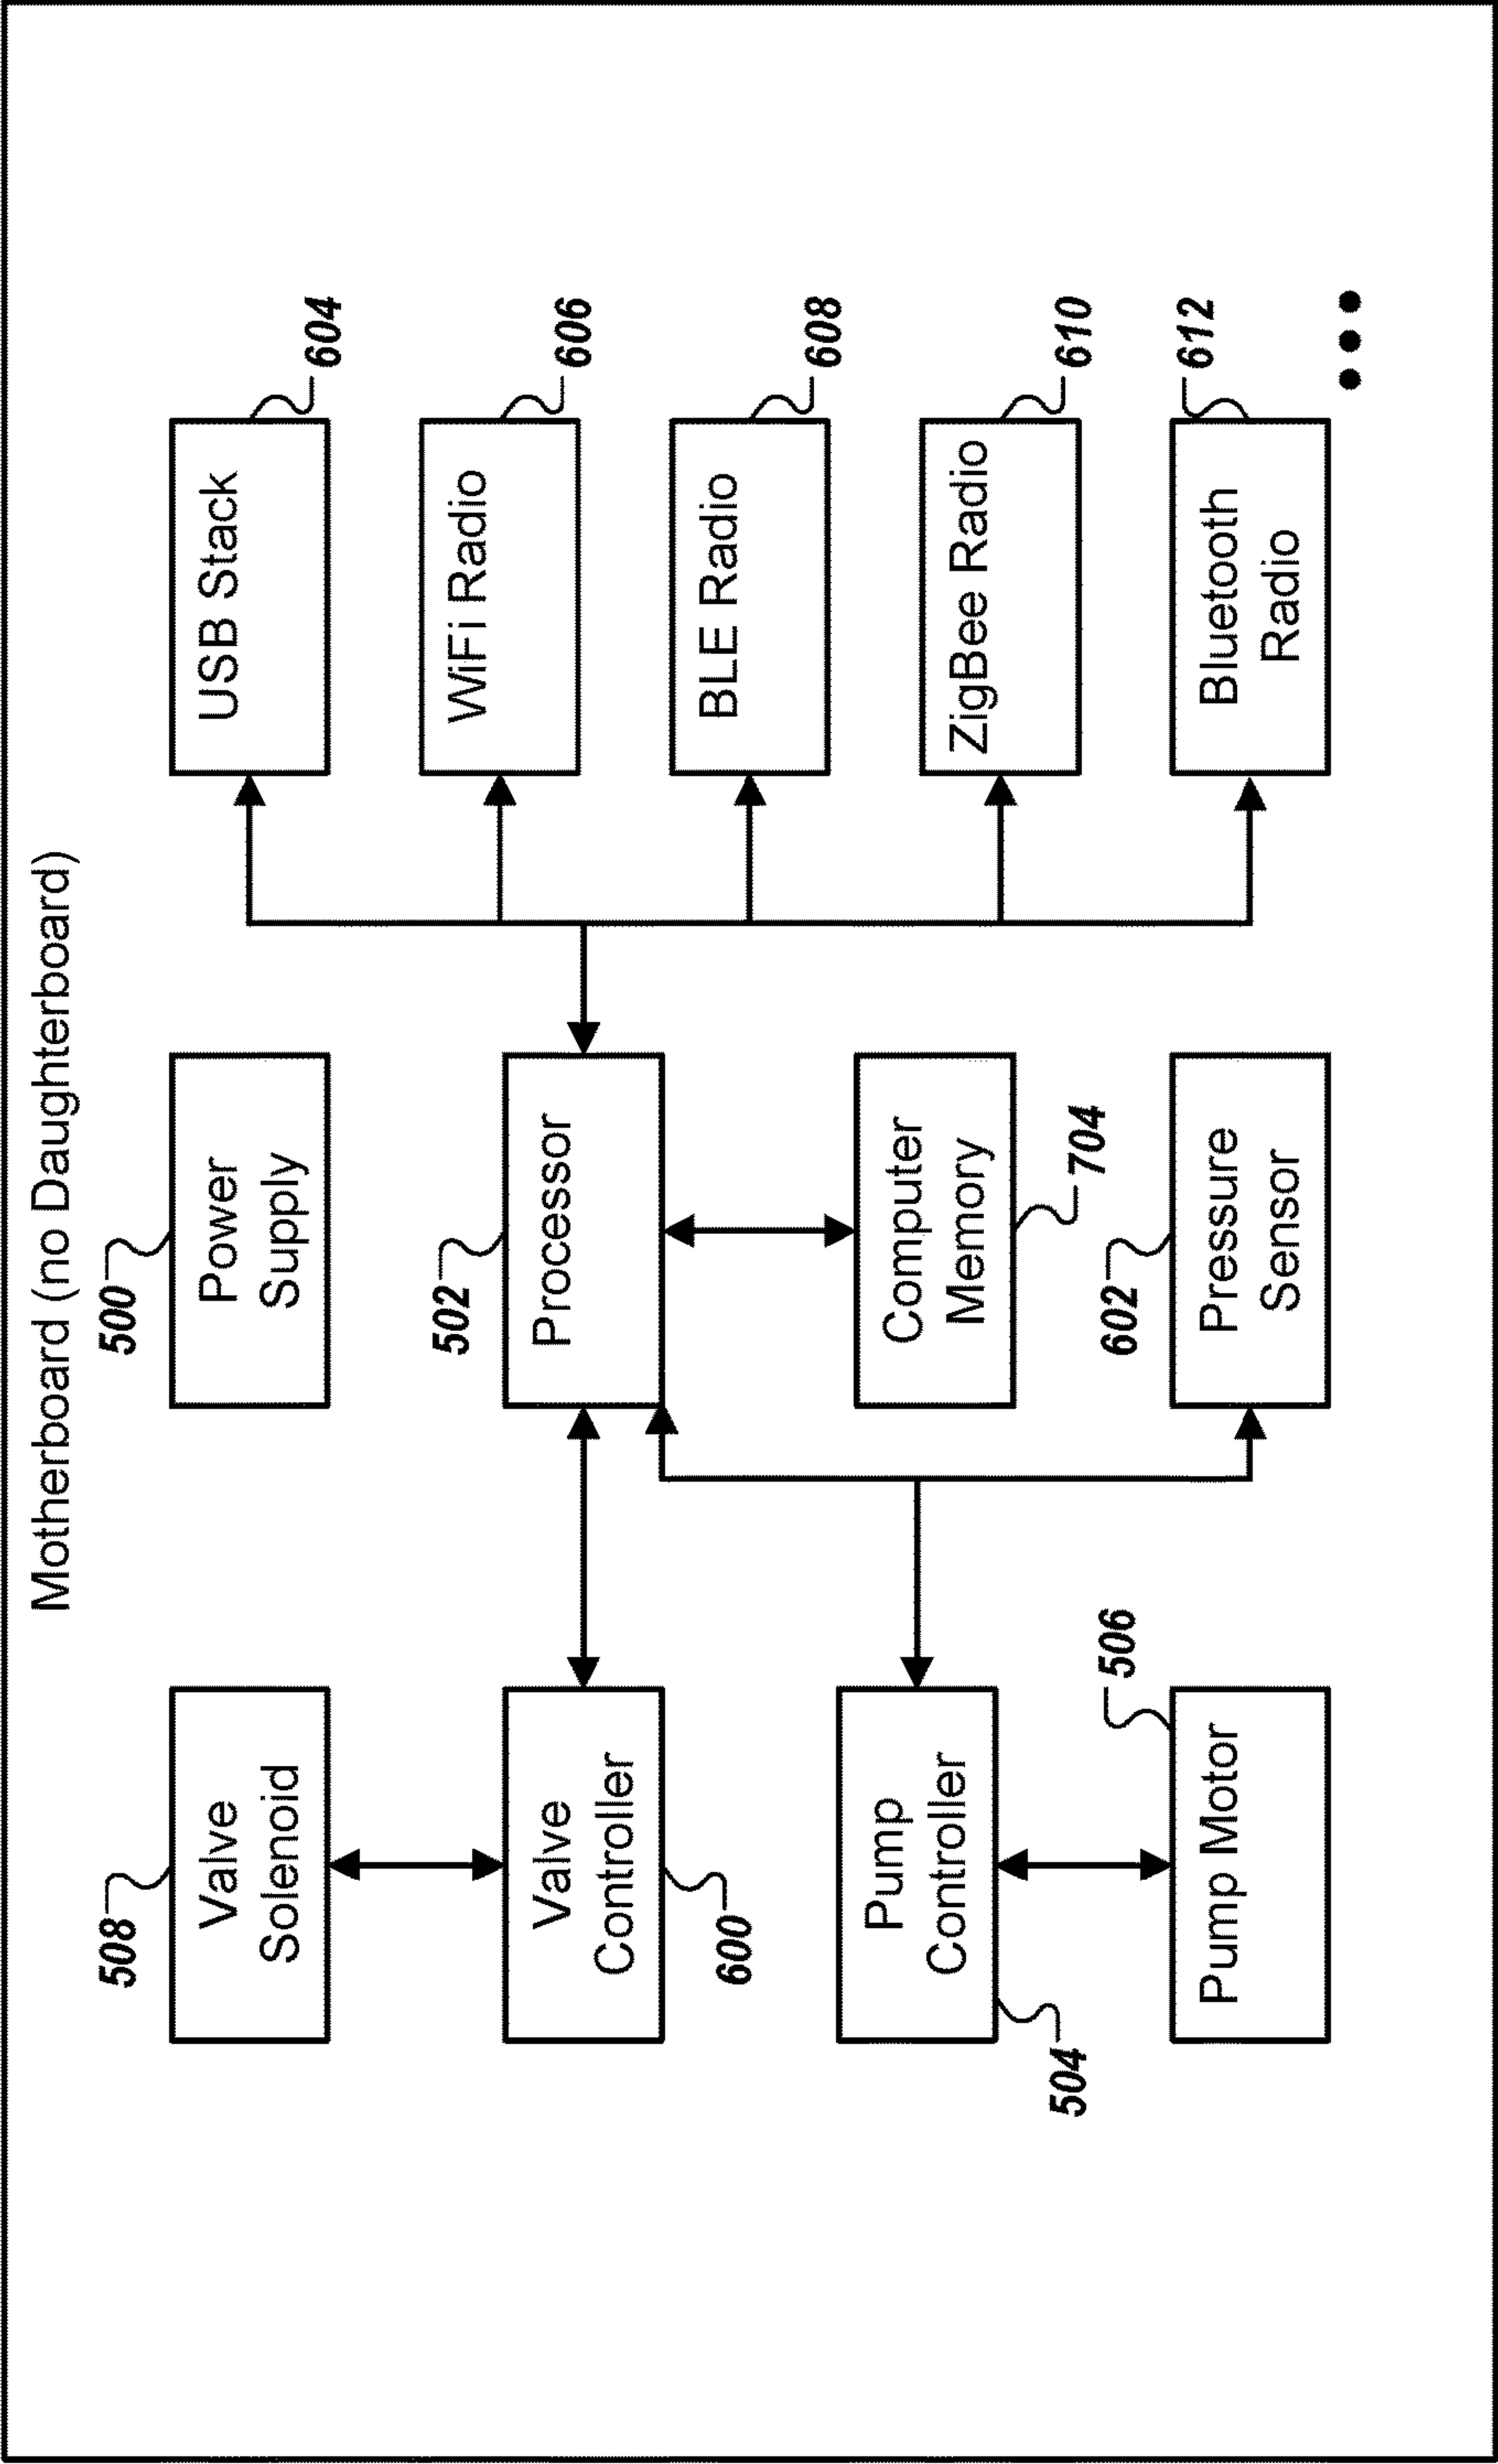 Motherboard (no Daughterboard)
508
Valve
Solenoid
Valve
Controller
600
Pump
Controller
504
506
Pump Motor
500
Power
Supply
502
Processor
Computer
Memory
704
602
Pressure
Sensor
USB Stack
604
WiFi Radio
606
BLE Radio
608
ZigBee Radio
610
612
Bluetooth
Radio